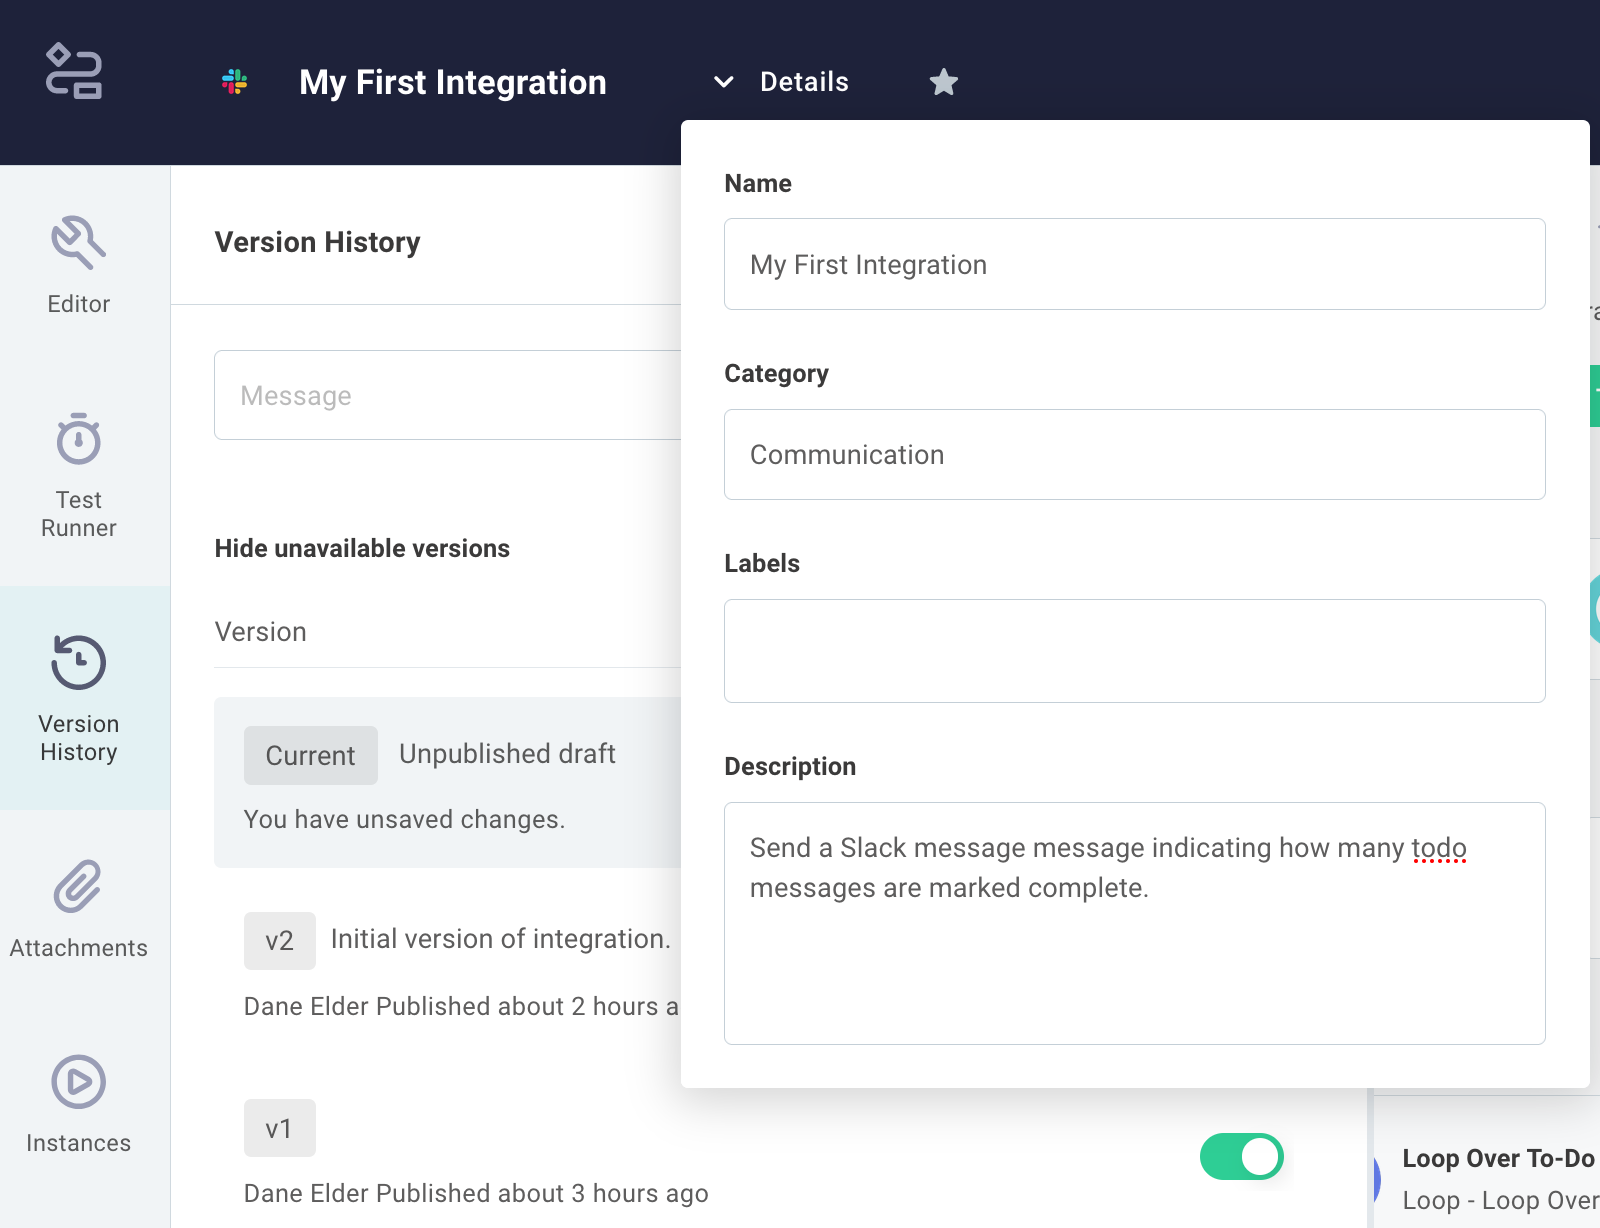 My First Integration
Details
Editor
Test
Runner
Version
History
Attachments
Instances
Version History
Message
Hide unavailable versions
Version
Current
Unpublished draft
You have unsaved changes.
v2
Initial version of integration.
Dane Elder Published about 2 hours a
v1
Dane Elder Published about 3 hours ago
Name
My First Integration
Category
Communication
Labels
Description
Send a Slack message message indicating how many todo
messages are marked complete.
Loop Over To-Do
Loop - Loop Over